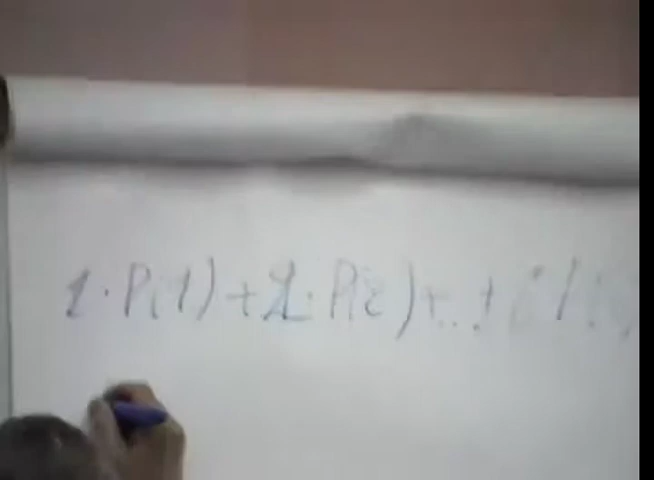 1 · P(1) + 2 · P(2) + ... +